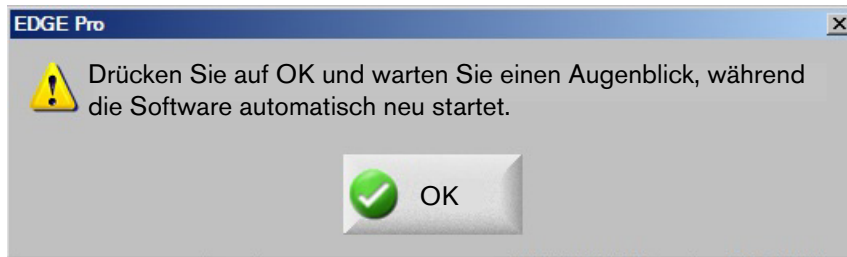 EDGE Pro
Drücken Sie auf OK und warten Sie einen Augenblick, während
die Software automatisch neu startet.
OK